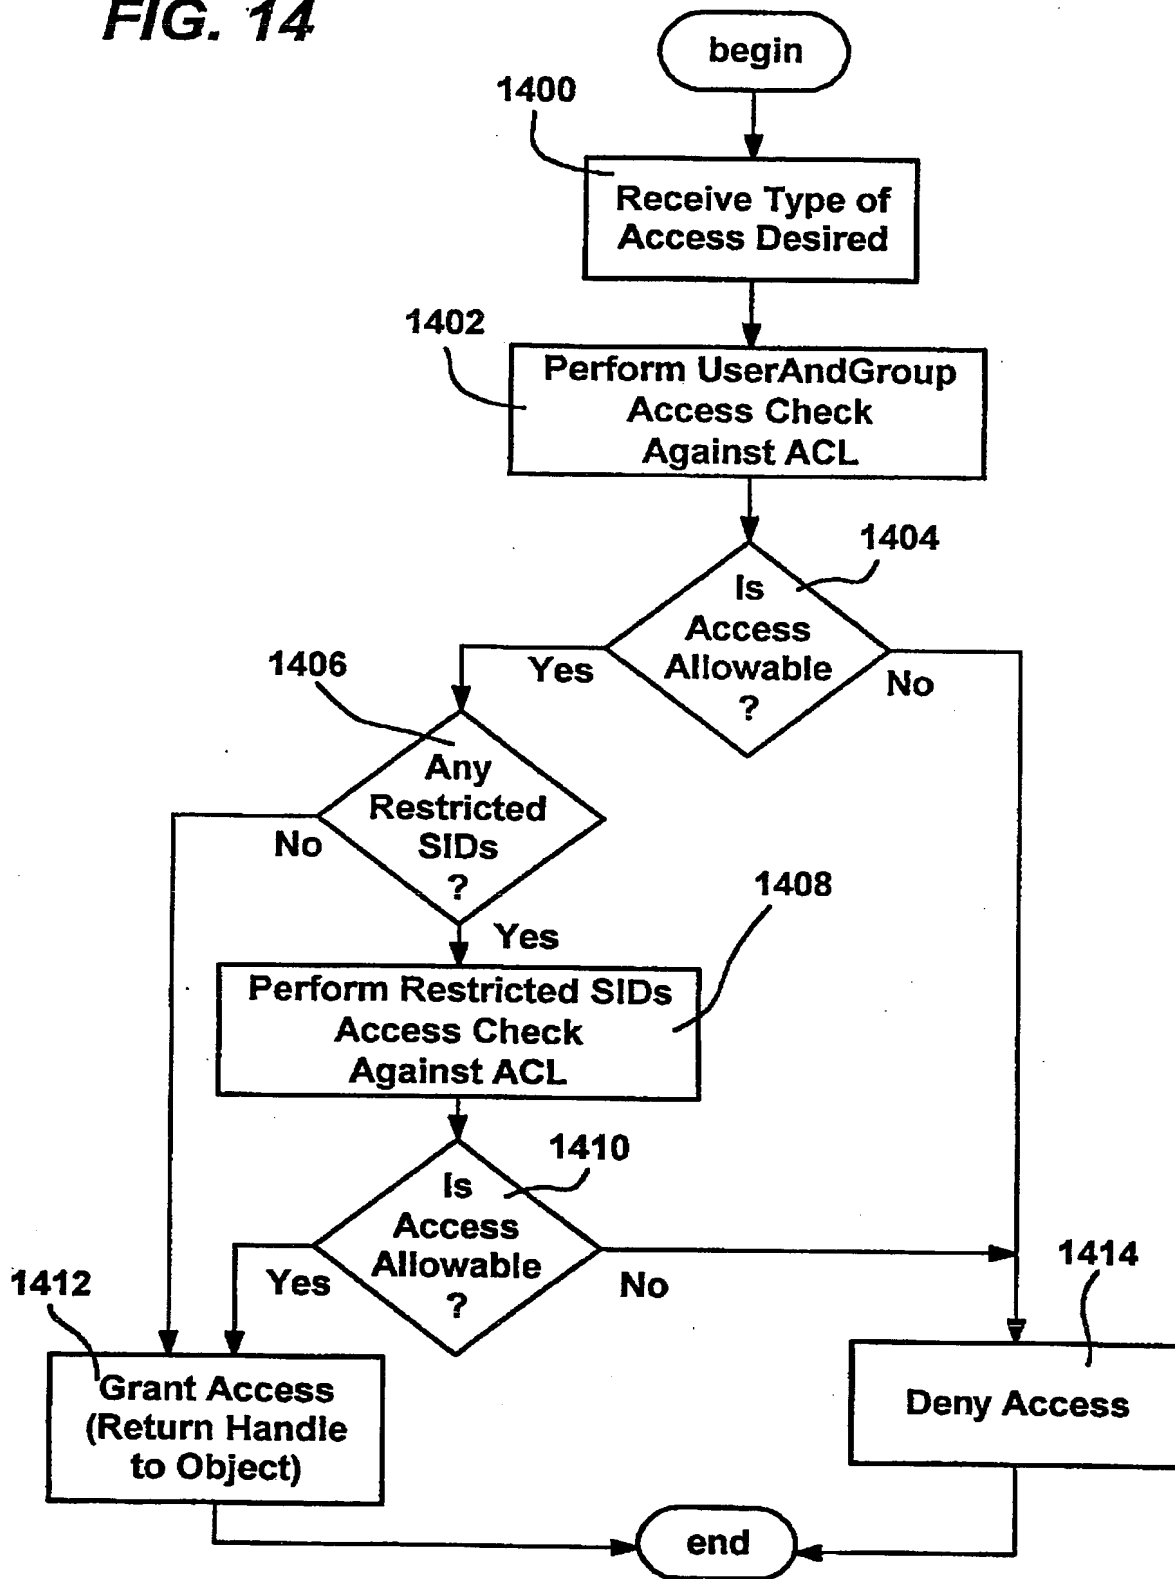 FIG. 14
begin
1400
Receive Type of
Access Desired
1402
Perform UserAndGroup
Access Check
Against ACL
1404
Is
Access
Allowable
?
Yes
No
1406
Any
Restricted
SIDs
?
No
Yes
1408
Perform Restricted SIDs
Access Check
Against ACL
1410
Is
Access
Allowable
?
Yes
No
1412
Grant Access
(Return Handle
to Object)
1414
Deny Access
end